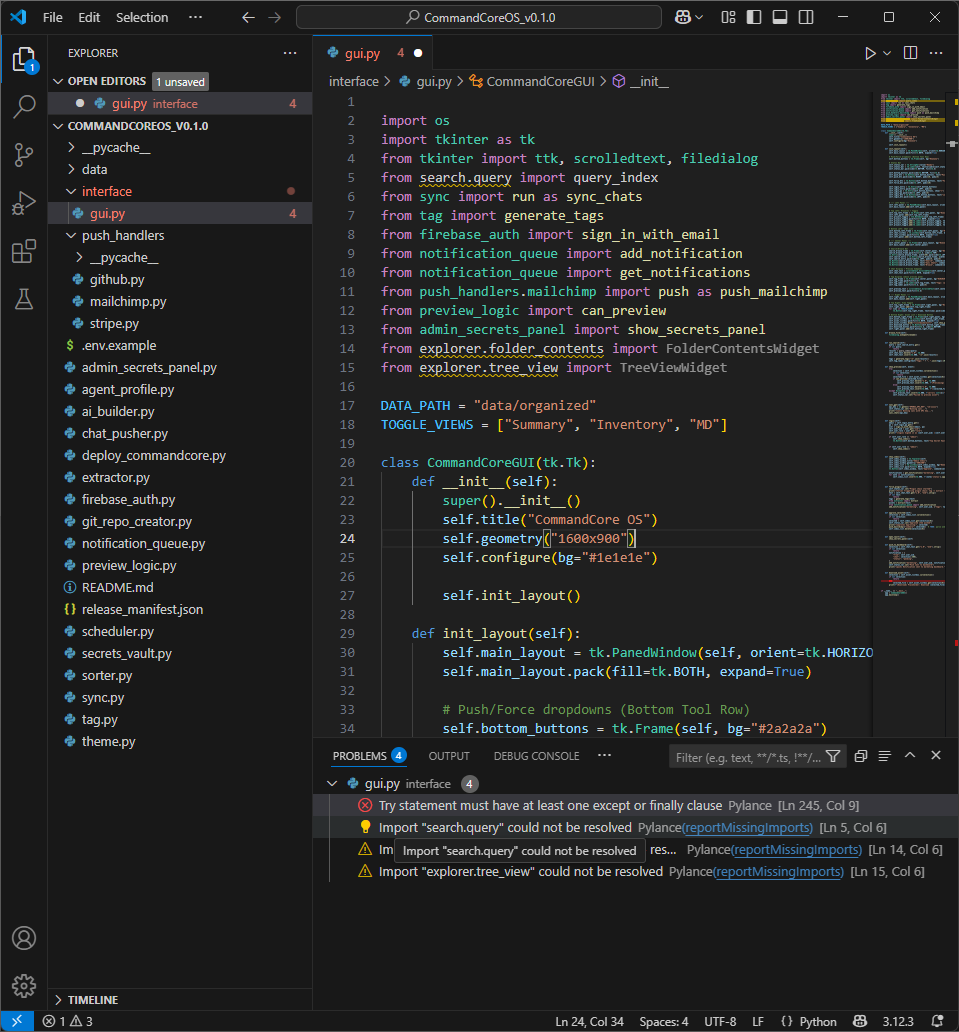 File Edit Selection ··· CommandCoreOS_v0.1.0
EXPLORER ···
OPEN EDITORS 1 unsaved
gui.py interface 4
COMMANDCOREOS_V0.1.0
__pycache__
data
interface
gui.py 4
push_handlers
__pycache__
github.py
mailchimp.py
stripe.py
$ .env.example
admin_secrets_panel.py
agent_profile.py
ai_builder.py
chat_pusher.py
deploy_commandcore.py
extractor.py
firebase_auth.py
git_repo_creator.py
notification_queue.py
preview_logic.py
README.md
{} release_manifest.json
scheduler.py
secrets_vault.py
sorter.py
sync.py
tag.py
theme.py
TIMELINE
1
gui.py 4
interface > gui.py > CommandCoreGUI > __init__
1
2 import os
3 import tkinter as tk
4 from tkinter import ttk, scrolledtext, filedialog
5 from search.query import query_index
6 from sync import run as sync_chats
7 from tag import generate_tags
8 from firebase_auth import sign_in_with_email
9 from notification_queue import add_notification
10 from notification_queue import get_notifications
11 from push_handlers.mailchimp import push as push_mailchimp
12 from preview_logic import can_preview
13 from admin_secrets_panel import show_secrets_panel
14 from explorer.folder_contents import FolderContentsWidget
15 from explorer.tree_view import TreeViewWidget
16
17 DATA_PATH = "data/organized"
18 TOGGLE_VIEWS = ["Summary", "Inventory", "MD"]
19
20 class CommandCoreGUI(tk.Tk):
21 def __init__(self):
22 super().__init__()
23 self.title("CommandCore OS")
24 self.geometry("1600x900")
25 self.configure(bg="#1e1e1e")
26
27 self.init_layout()
28
29 def init_layout(self):
30 self.main_layout = tk.PanedWindow(self, orient=tk.HORIZO
31 self.main_layout.pack(fill=tk.BOTH, expand=True)
32
33 # Push/Force dropdowns (Bottom Tool Row)
34 self.bottom_buttons = tk.Frame(self, bg="#2a2a2a")
PROBLEMS 4 OUTPUT DEBUG CONSOLE ··· Filter (e.g. text, **/*.ts, !**/...
gui.py interface 4
Try statement must have at least one except or finally clause Pylance [Ln 245, Col 9]
Import "search.query" could not be resolved Pylance(reportMissingImports) [Ln 5, Col 6]
Im res... Pylance(reportMissingImports) [Ln 14, Col 6]
Import "search.query" could not be resolved
Import "explorer.tree_view" could not be resolved Pylance(reportMissingImports) [Ln 15, Col 6]
1 3 Ln 24, Col 34 Spaces: 4 UTF-8 LF {} Python 3.12.3